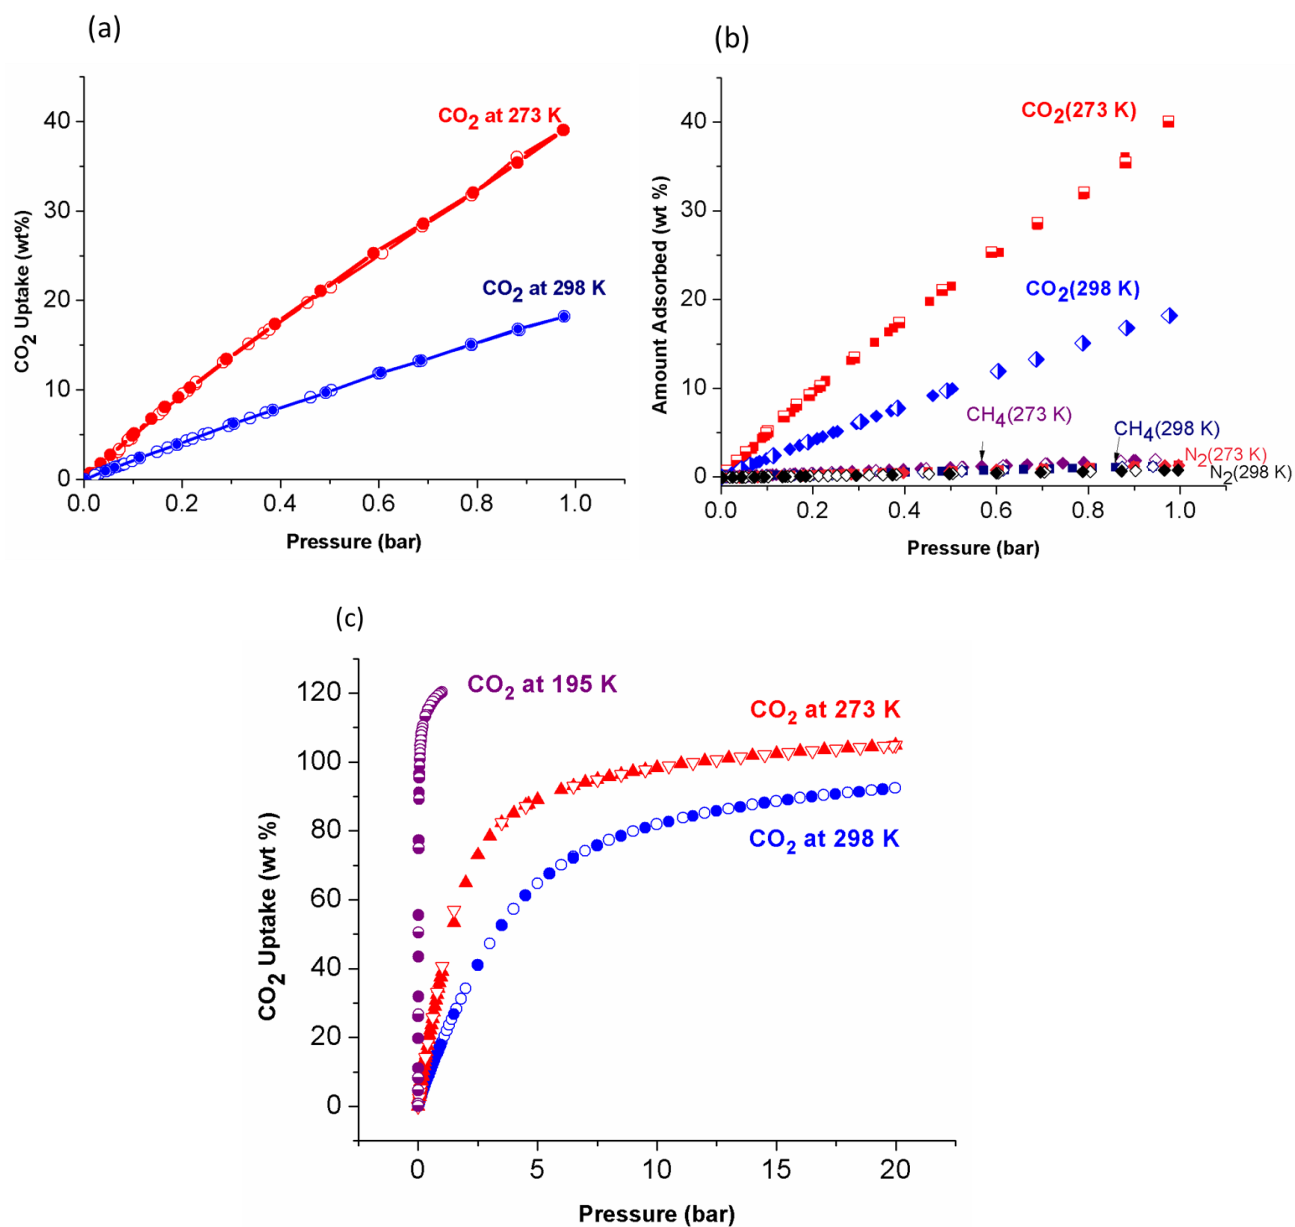 (a)
CO2 Uptake (wt%)
40
30
20
10
0
CO2 at 273 K
CO2 at 298 K
0.0 0.2 0.4 0.6 0.8 1.0
Pressure (bar)
(b)
Amount Adsorbed (wt %)
40
30
20
10
0
CO2(273 K)
CO2(298 K)
CH4(273 K)
CH4(298 K)
N2(273 K)
N2(298 K)
0.0 0.2 0.4 0.6 0.8 1.0
Pressure (bar)
(c)
CO2 Uptake (wt %)
120
100
80
60
40
20
0
CO2 at 195 K
CO2 at 273 K
CO2 at 298 K
0 5 10 15 20
Pressure (bar)